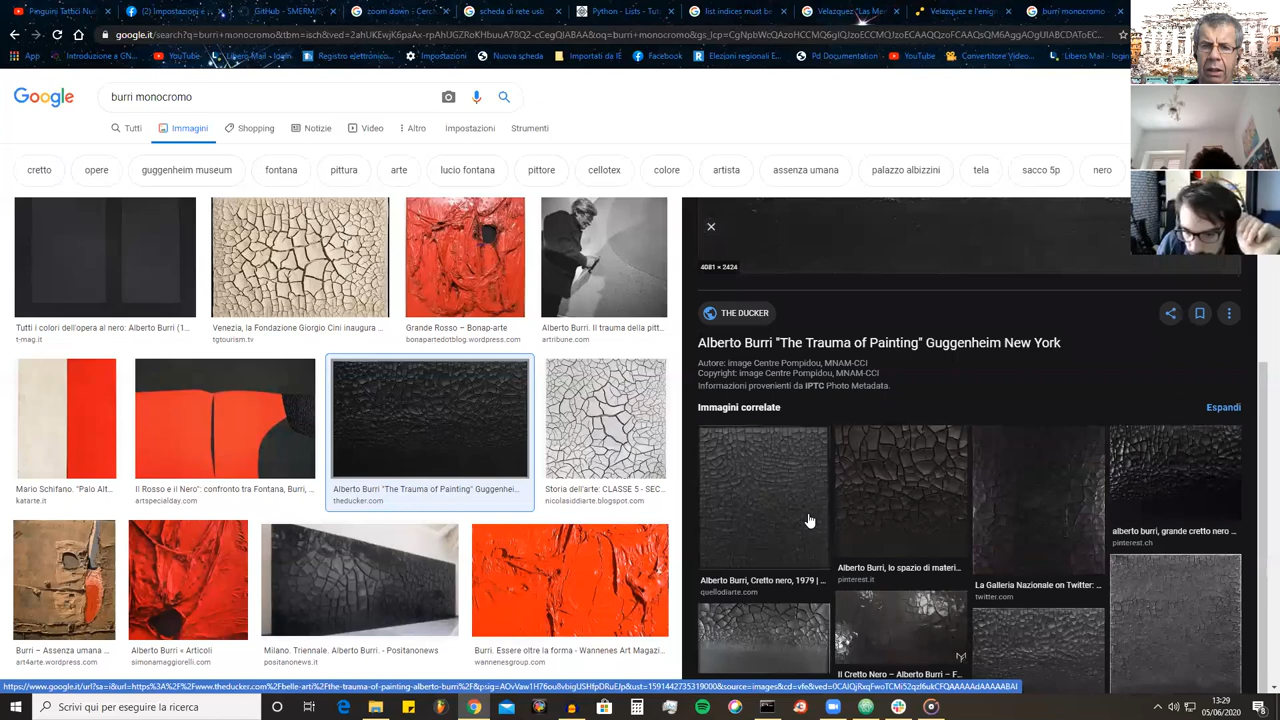 Pinguini Tattici Nuc
(2) Impostazioni e
GitHub - SMERM/
zoom down - Cerc
scheda di rete usb
Python - Lists - Tut
list indices must be
Velazquez "Las Me
Velazquez e l'enig
burri monocromo
google.it/search?q=burri+monocromo&tbm=isch&ved=
App
Introduzione a GN...
YouTube
Libero Mail - login
Registro elettronico...
Impostazioni
Nuova scheda
Importati da IE
Facebook
Elezioni regionali E...
Pd Documentation
YouTube
Convertitore Video...
Libero Mail - login
Google
burri monocromo
Tutti
Immagini
Shopping
Notizie
Video
Altro
Impostazioni
Strumenti
cretto
opere
guggenheim museum
fontana
pittura
arte
lucio fontana
pittore
cellotex
colore
artista
assenza umana
palazzo albizzini
tela
sacco 5p
nero
Tutti i colori dell'opera al nero: Alberto Burri (1...
t-mag.it
Venezia, la Fondazione Giorgio Cini inaugura ...
tgtourism.tv
Grande Rosso – Bonap-arte
bonapartedotblog.wordpress.com
Alberto Burri. Il trauma della pitt...
artribune.com
Mario Schifano. "Palo Alt...
katarte.it
Il Rosso e il Nero": confronto tra Fontana, Burri, ...
artspecialday.com
Alberto Burri "The Trauma of Painting" Guggenhei...
theducker.com
Storia dell'arte: CLASSE 5 - SEC...
nicolasiddiarte.blogspot.com
Burri – Assenza umana ...
art4arte.wordpress.com
Alberto Burri « Articoli
simonamaggiorelli.com
Milano. Triennale. Alberto Burri. - Positanonews
positanonews.it
Burri. Essere oltre la forma - Wannenes Art Magazi...
wannenesgroup.com
4081 × 2424
THE DUCKER
Alberto Burri "The Trauma of Painting" Guggenheim New York
Autore: image Centre Pompidou, MNAM-CCI
Copyright: image Centre Pompidou, MNAM-CCI
Informazioni provenienti da IPTC Photo Metadata.
Immagini correlate
Espandi
Alberto Burri, Cretto nero, 1979 | ...
quellodiarte.com
Alberto Burri, lo spazio di materi...
pinterest.it
La Galleria Nazionale on Twitter: ...
twitter.com
alberto burri, grande cretto nero ...
pinterest.ch
Il Cretto Nero – Alberto Burri – F...
Scrivi qui per eseguire la ricerca
13:29
05/06/2020